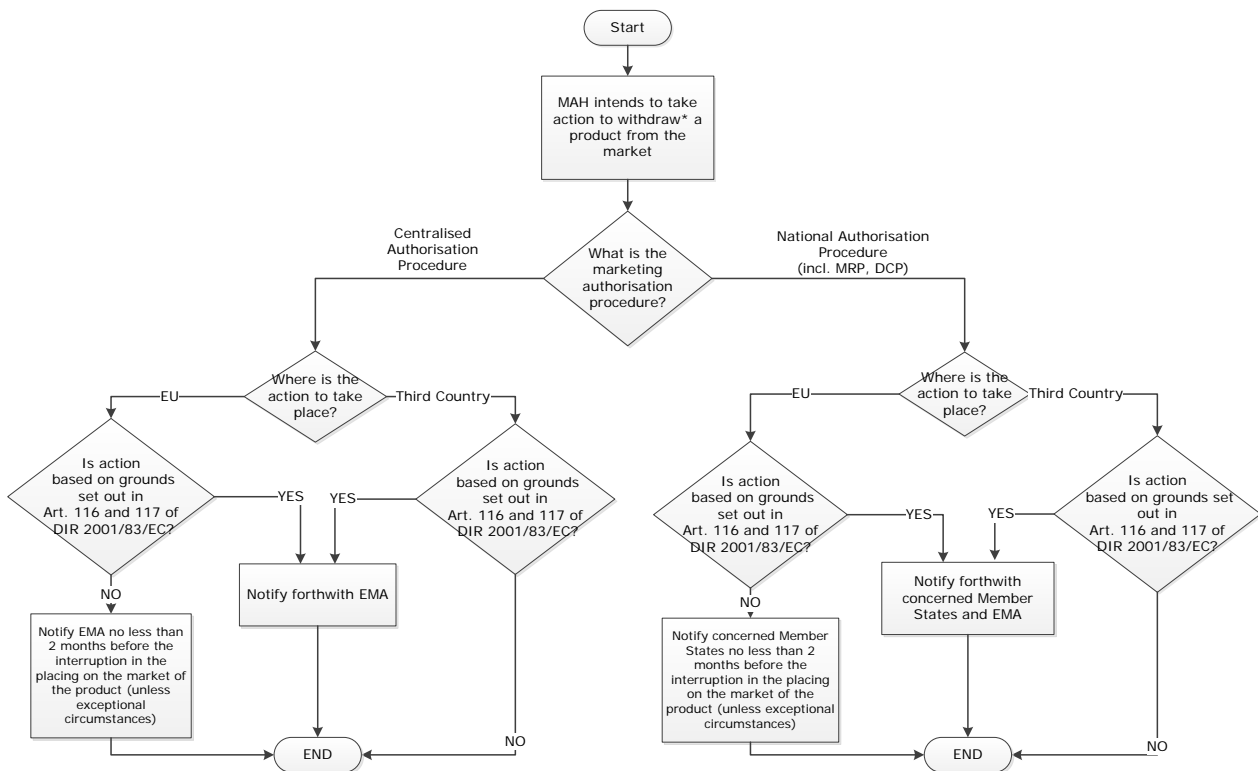 Start
MAH intends to take
action to withdraw* a
product from the
market
Centralised
Authorisation
Procedure
What is the
marketing
authorisation
procedure?
National Authorisation
Procedure
(incl. MRP, DCP)
Where is the
action to take
place?
EU
Third Country
Is action
based on grounds
set out in
Art. 116 and 117 of
DIR 2001/83/EC?
YES
NO
Is action
based on grounds
set out in
Art. 116 and 117 of
DIR 2001/83/EC?
YES
NO
Notify forthwith EMA
Notify EMA no less than
2 months before the
interruption in the
placing on the market of
the product (unless
exceptional
circumstances)
END
Where is the
action to take
place?
EU
Third Country
Is action
based on grounds
set out in
Art. 116 and 117 of
DIR 2001/83/EC?
YES
NO
Is action
based on grounds set
out in
Art. 116 and 117 of
DIR 2001/83/EC?
YES
NO
Notify forthwith
concerned Member
States and EMA
Notify concerned Member
States no less than 2
months before the
interruption in the placing
on the market of the
product (unless exceptional
circumstances)
END